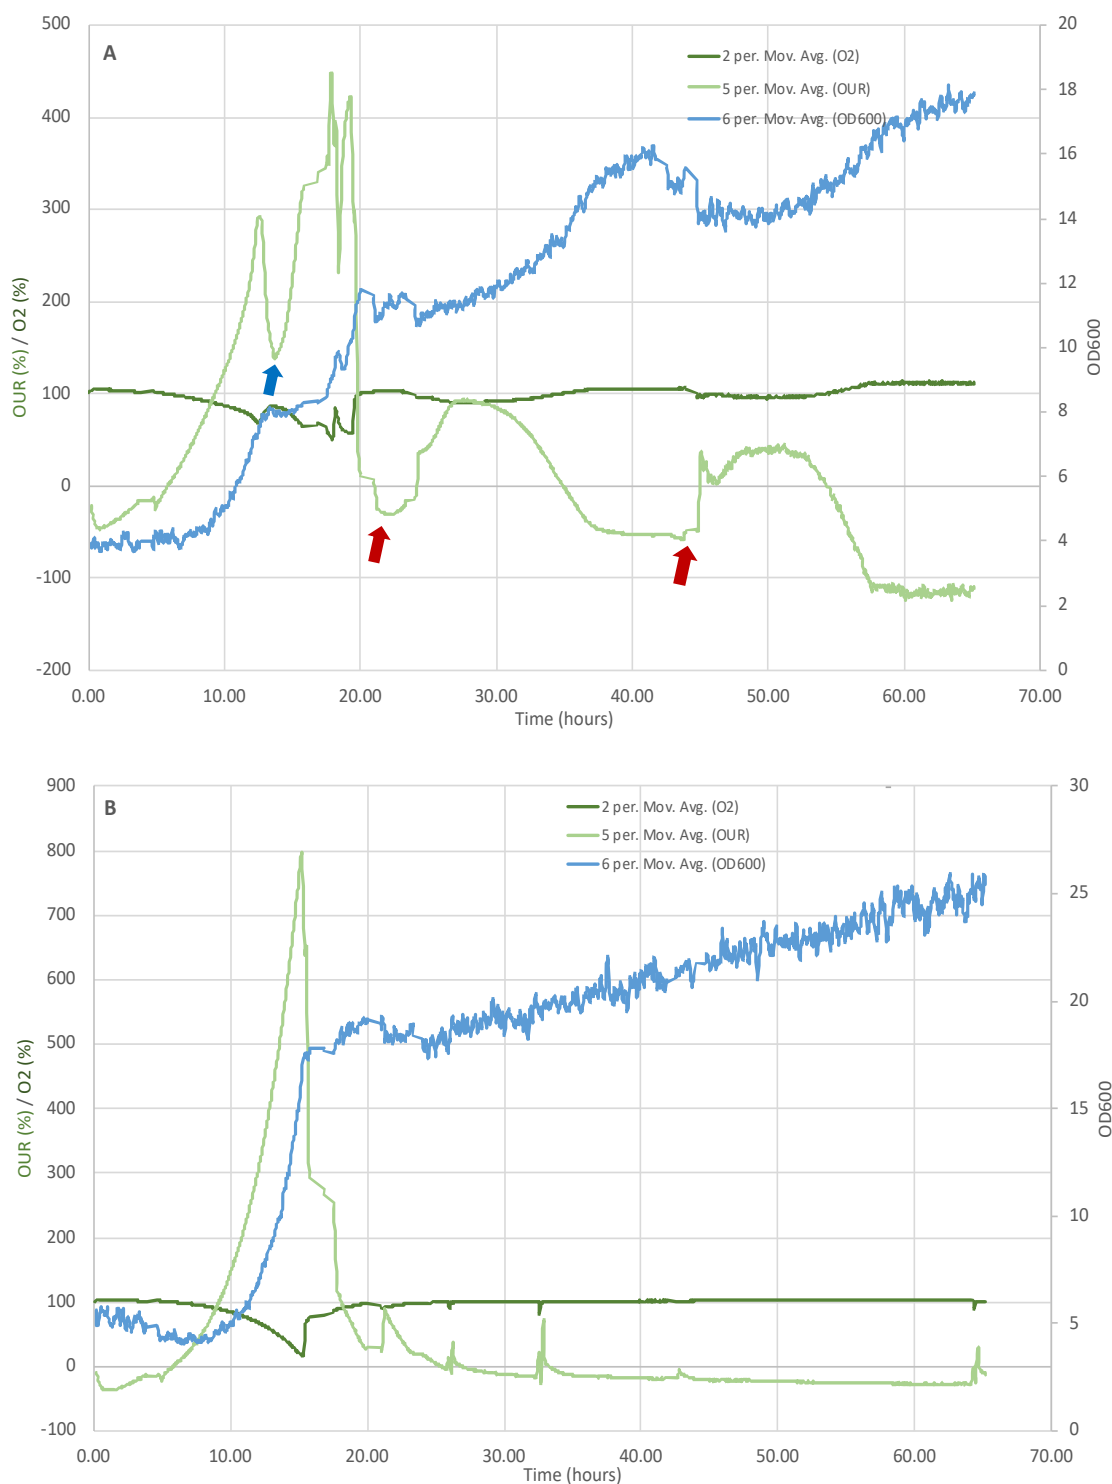 A
2 per. Mov. Avg. (O2)
5 per. Mov. Avg. (OUR)
6 per. Mov. Avg. (OD600)
500
400
300
200
100
0
-100
-200
OUR (%) / O2 (%)
20
18
16
14
12
10
8
6
4
2
0
OD600
0.00 10.00 20.00 30.00 40.00 50.00 60.00 70.00
Time (hours)
B
2 per. Mov. Avg. (O2)
5 per. Mov. Avg. (OUR)
6 per. Mov. Avg. (OD600)
900
800
700
600
500
400
300
200
100
0
-100
OUR (%) / O2 (%)
30
25
20
15
10
5
0
OD600
0.00 10.00 20.00 30.00 40.00 50.00 60.00 70.00
Time (hours)